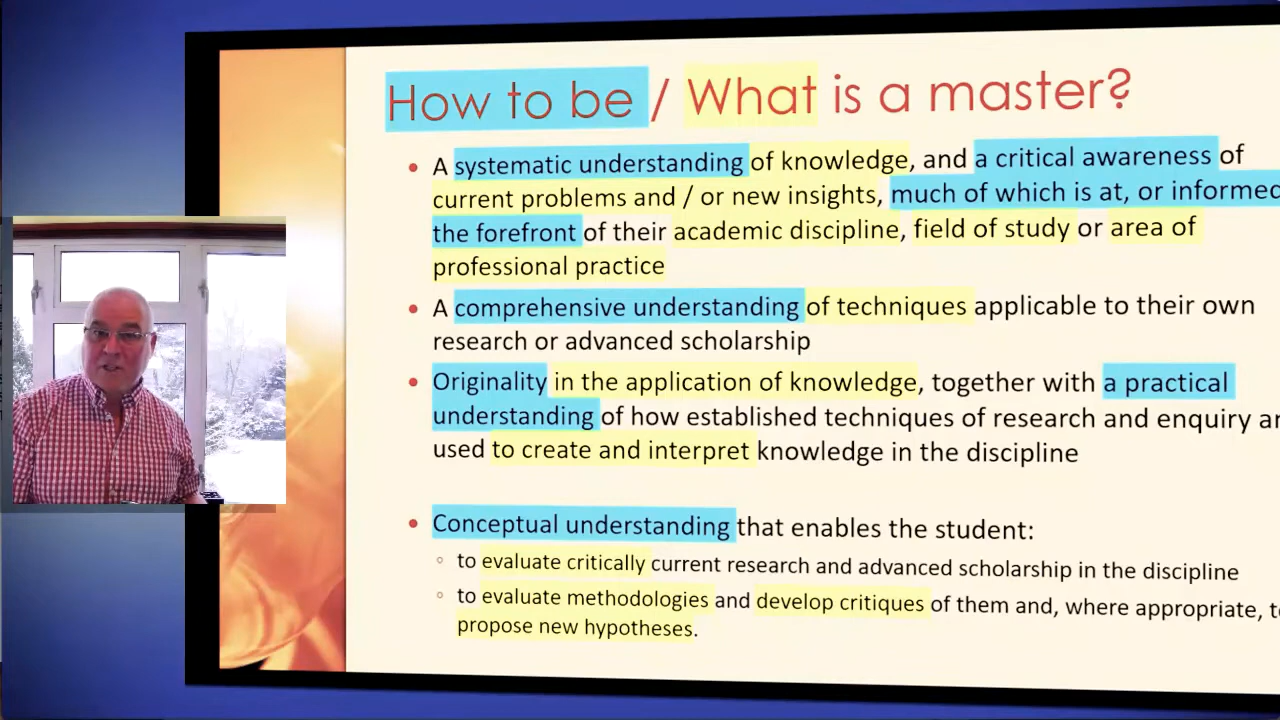 How to be / What is a master?
• A systematic understanding of knowledge, and a critical awareness of
current problems and / or new insights, much of which is at, or informed
the forefront of their academic discipline, field of study or area of
professional practice
• A comprehensive understanding of techniques applicable to their own
research or advanced scholarship
• Originality in the application of knowledge, together with a practical
understanding of how established techniques of research and enquiry
used to create and interpret knowledge in the discipline
• Conceptual understanding that enables the student:
◦ to evaluate critically current research and advanced scholarship in the discipline
◦ to evaluate methodologies and develop critiques of them and, where appropriate,
propose new hypotheses.